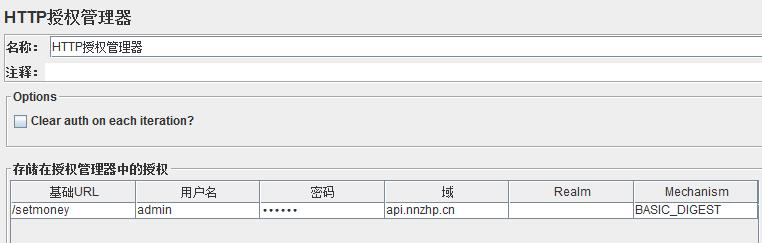 HTTP授权管理器
名称： HTTP授权管理器
注释：
Options
Clear auth on each iteration?
存储在授权管理器中的授权
基础URL 用户名 密码 域 Realm Mechanism
/setmoney admin •••••• api.nnzhp.cn BASIC_DIGEST